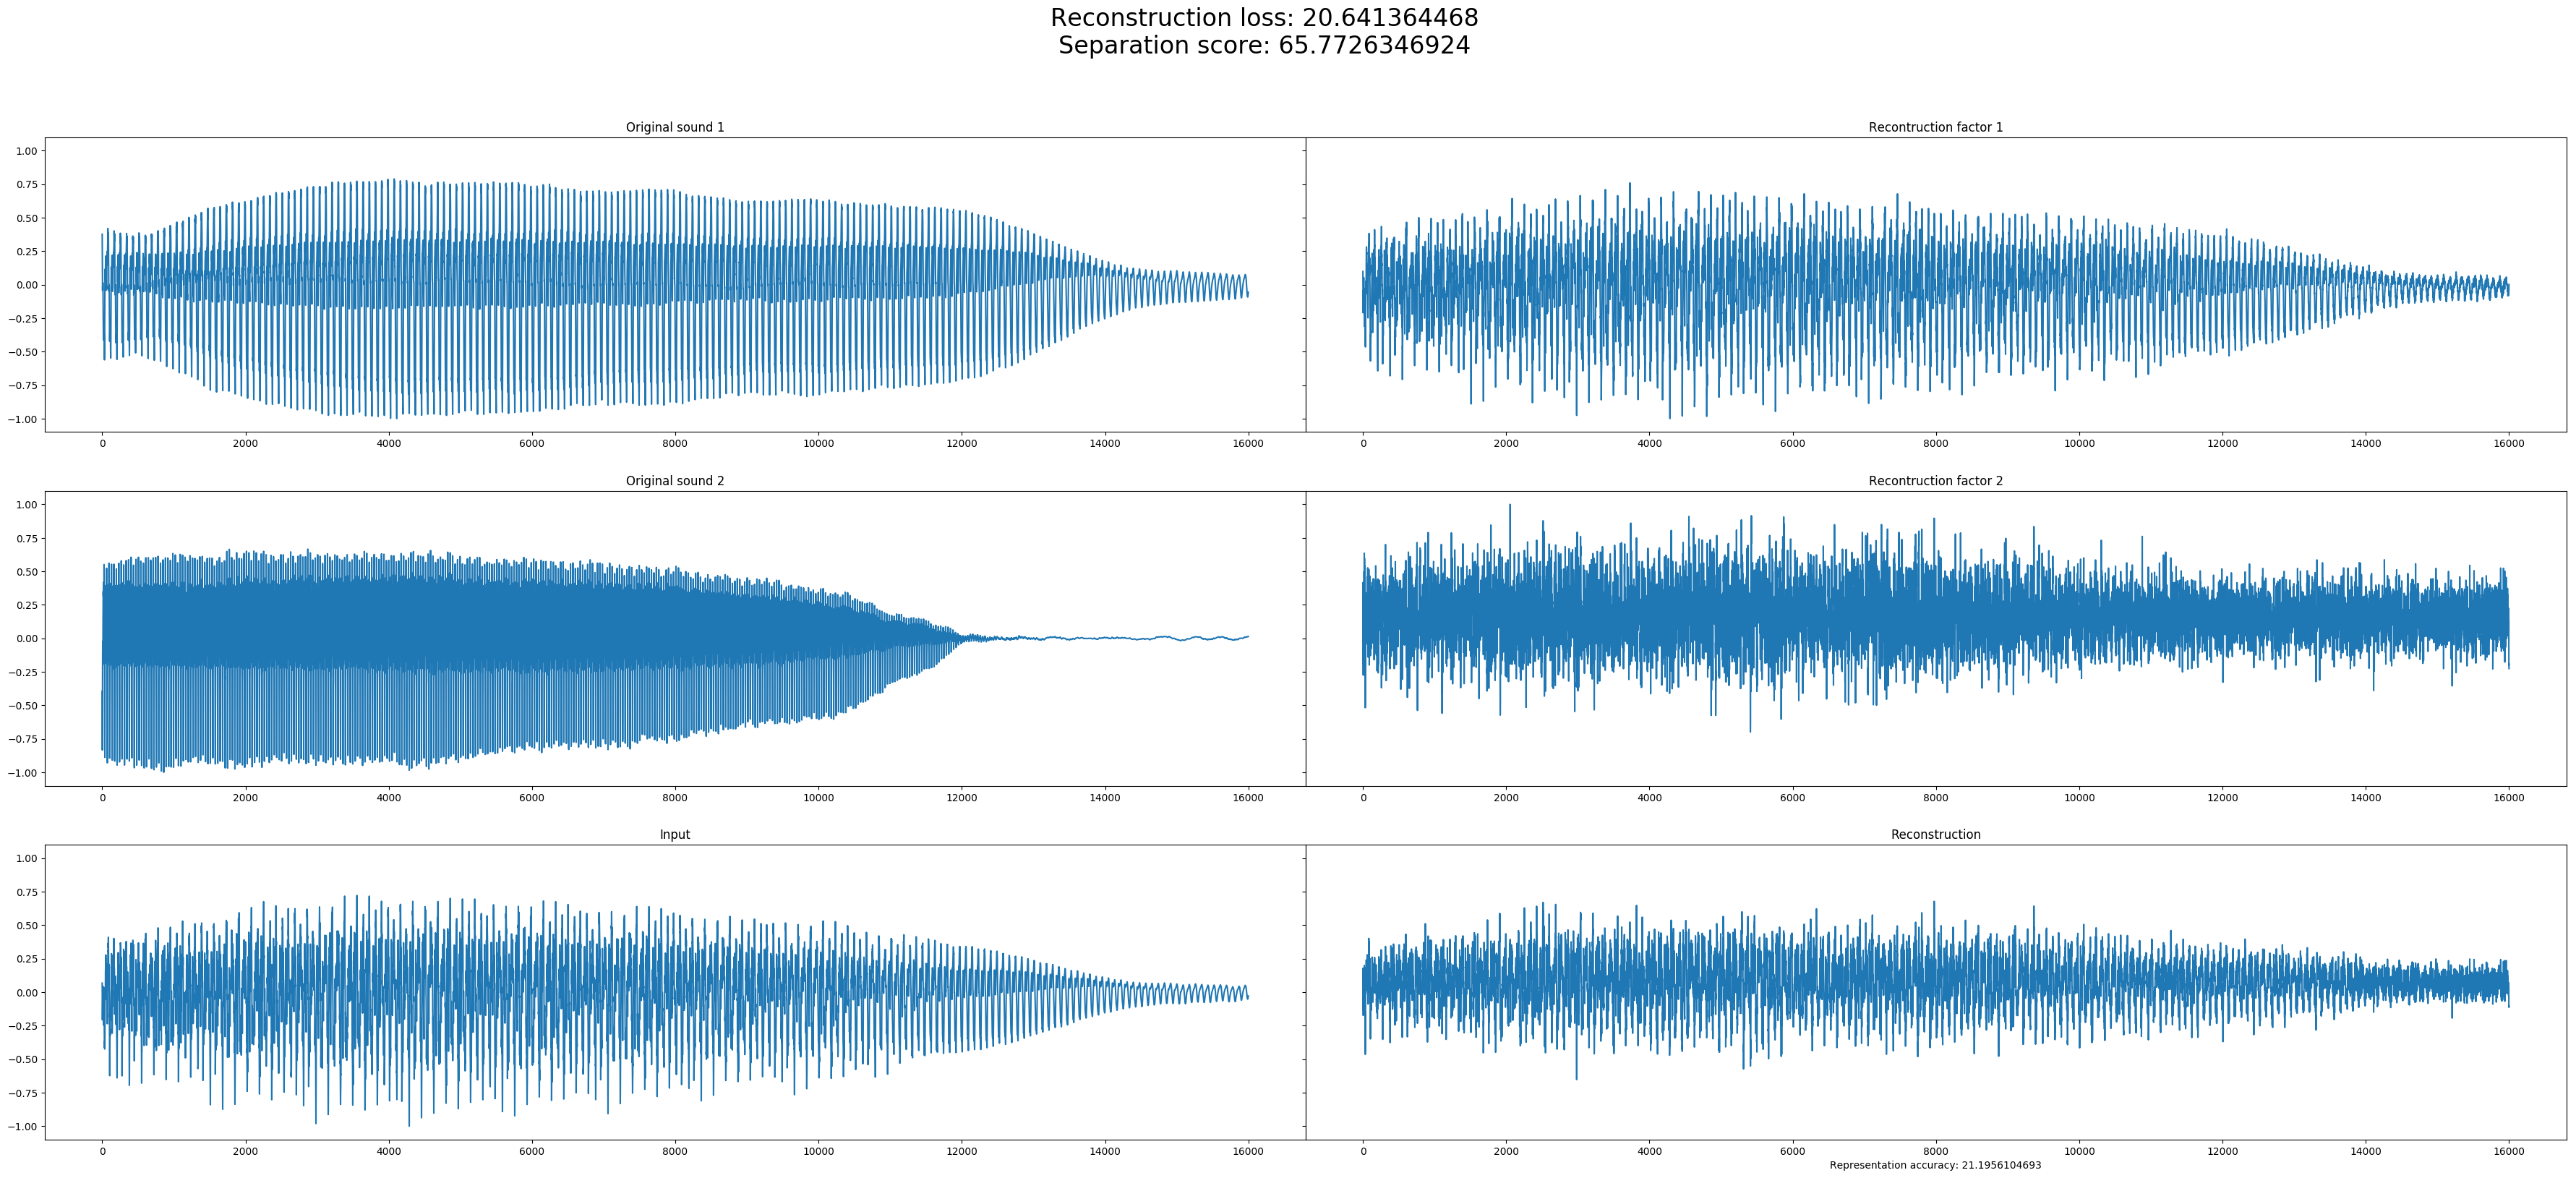 Reconstruction loss: 20.641364468
Separation score: 65.7726346924
Original sound 1
Recontruction factor 1
1.00
0.75
0.50
0.25
0.00
−0.25
−0.50
−0.75
−1.00
0 2000 4000 6000 8000 10000 12000 14000 16000
0 2000 4000 6000 8000 10000 12000 14000 16000
Original sound 2
Reconstruction factor 2
1.00
0.75
0.50
0.25
0.00
−0.25
−0.50
−0.75
−1.00
0 2000 4000 6000 8000 10000 12000 14000 16000
0 2000 4000 6000 8000 10000 12000 14000 16000
Input
Reconstruction
1.00
0.75
0.50
0.25
0.00
−0.25
−0.50
−0.75
−1.00
0 2000 4000 6000 8000 10000 12000 14000 16000
0 2000 4000 6000 8000 10000 12000 14000 16000
Representation accuracy: 21.1956104693